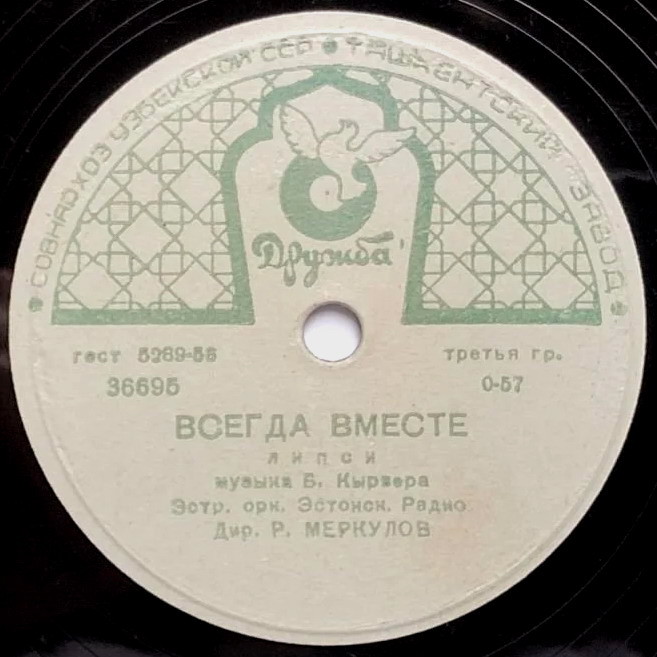 СОВНАРХОЗ УЗБЕКСКОЙ ССР • ТАШКЕНТСКИЙ ЗАВОД
Дружба
гост 5289-56
третья гр.
36695
0-57
ВСЕГДА ВМЕСТЕ
липси
музыка Б. Кырвера
Эстр. орк. Эстонск. Радио
Дир. Р. МЕРКУЛОВ